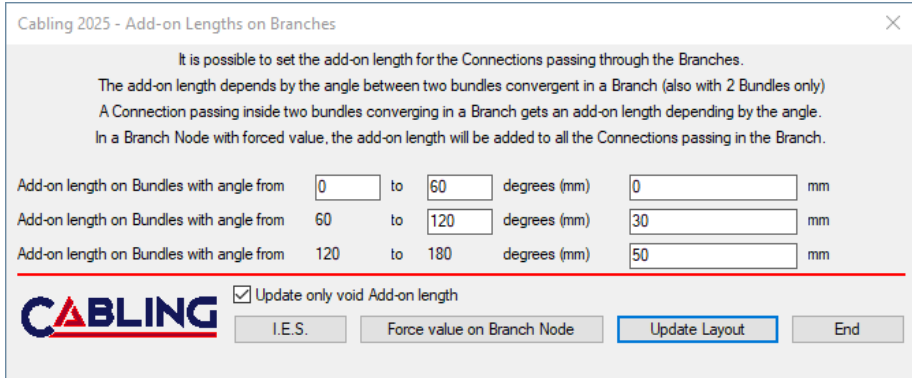 Cabling 2025 - Add-on Lengths on Branches
It is possible to set the add-on length for the Connections passing through the Branches.
The add-on length depends by the angle between two bundles convergent in a Branch (also with 2 Bundles only)
A Connection passing inside two bundles converging in a Branch gets an add-on length depending by the angle.
In a Branch Node with forced value, the add-on length will be added to all the Connections passing in the Branch.
Add-on length on Bundles with angle from 0 to 60 degrees (mm) 0 mm
Add-on length on Bundles with angle from 60 to 120 degrees (mm) 30 mm
Add-on length on Bundles with angle from 120 to 180 degrees (mm) 50 mm
Update only void Add-on length
CABLING
I.E.S. Force value on Branch Node Update Layout End